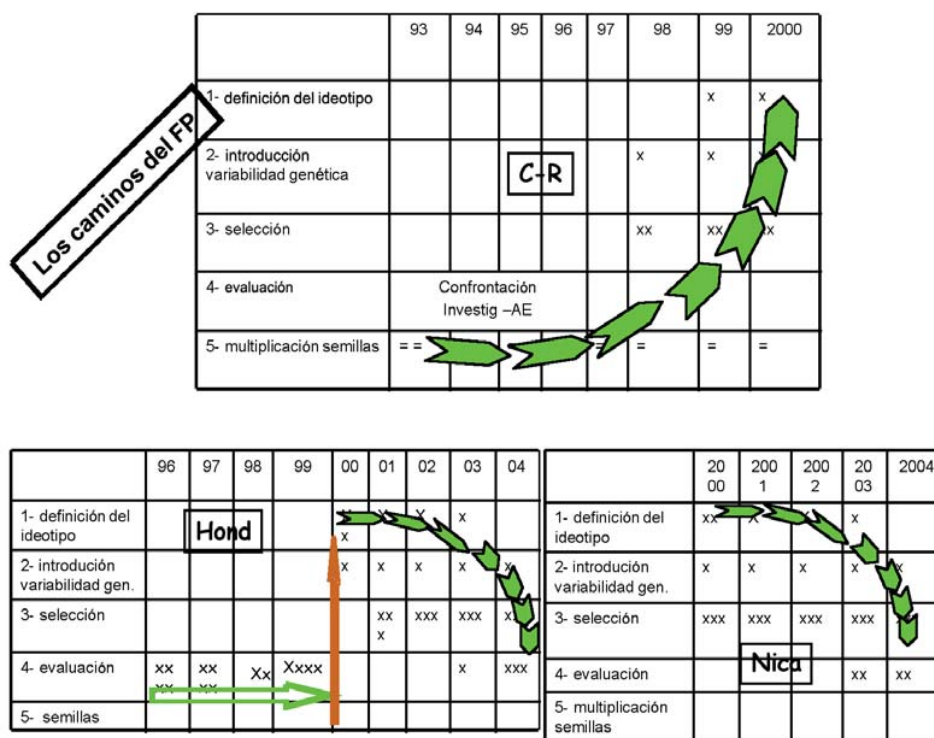 Los caminos del FP
93 94 95 96 97 98 99 2000
1- definición del ideotipo x x
2- introducción
variabilidad genética x x
C-R
3- selección xx xx
4- evaluación Confrontación
Investig –AE
5- multiplicación semillas = = = = = =
96 97 98 99 00 01 02 03 04
1- definición del
ideotipo x x
Hond
2- introdución
variabilidad gen. x x x x x
3- selección xx xxx xxx
x
4- evaluación xx xx Xx Xxxx x xxx
xx xx
5- semillas
20 200 200 20 2004
00 1 2 03
1- definición del
ideotipo xx x
2- introdución
variabilidad gen. x x x x x
3- selección xxx xxx xxx xxx
Nica
4- evaluación xx xx
5- multiplicación
semillas